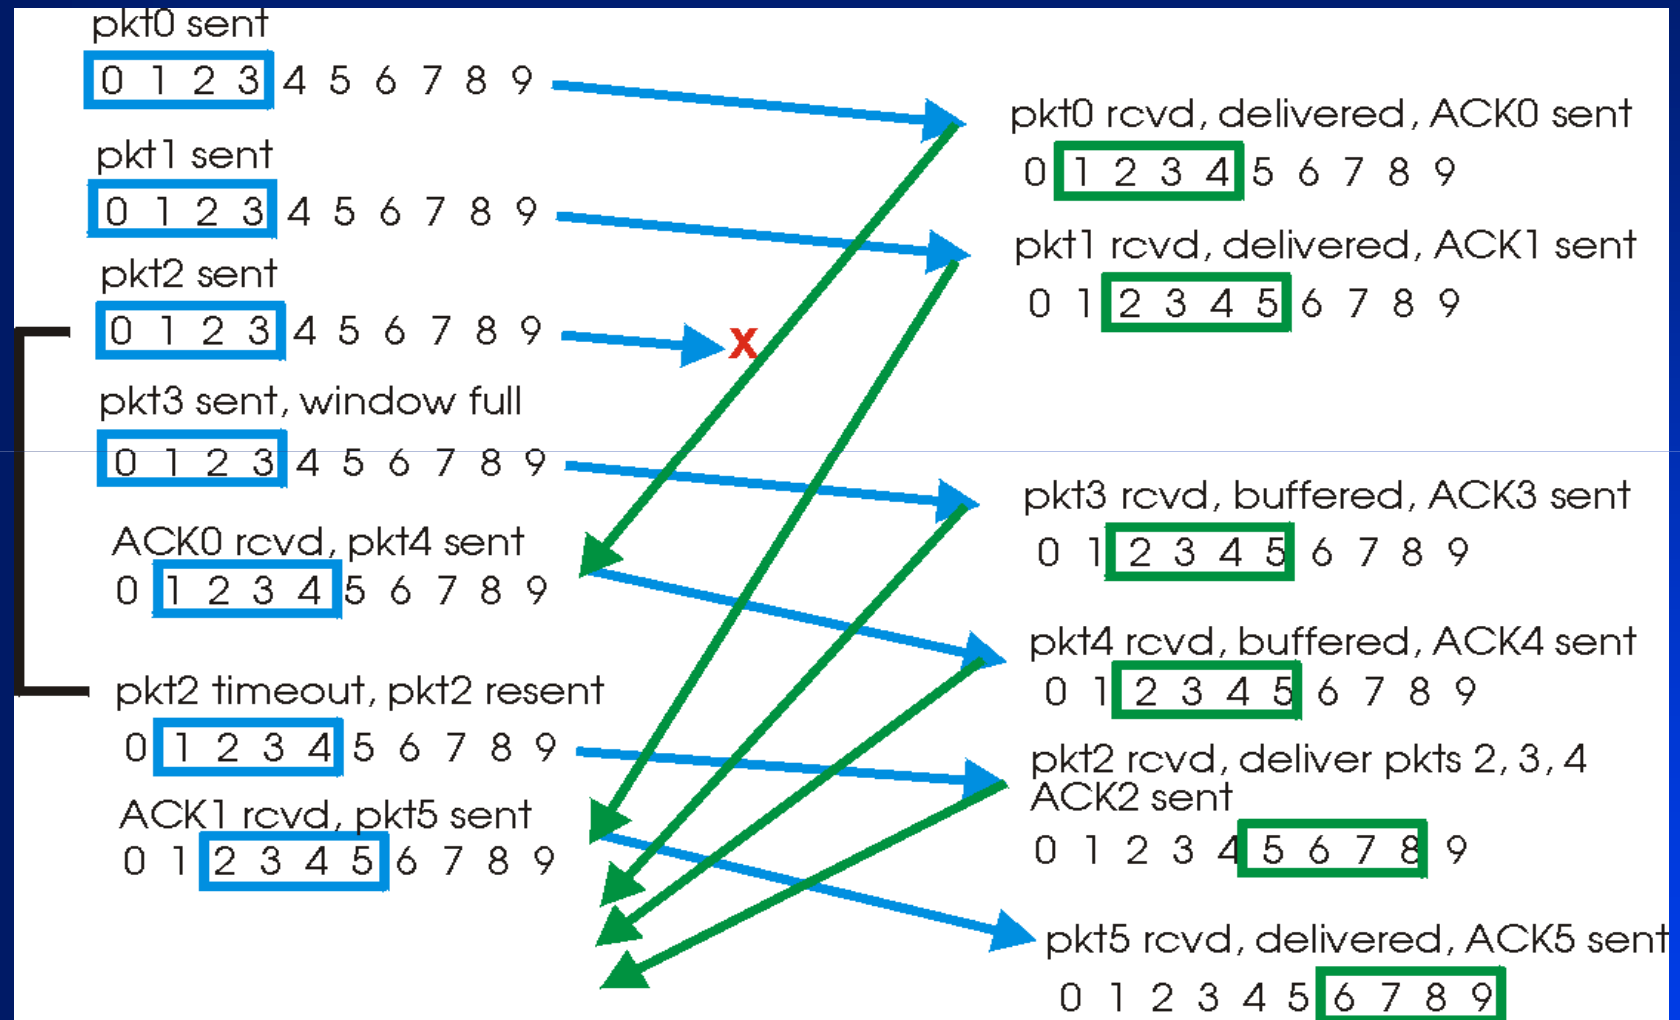 pkt0 sent
0 1 2 3 4 5 6 7 8 9
pkt1 sent
0 1 2 3 4 5 6 7 8 9
pkt2 sent
0 1 2 3 4 5 6 7 8 9
X
pkt3 sent, window full
0 1 2 3 4 5 6 7 8 9
ACK0 rcvd, pkt4 sent
0 1 2 3 4 5 6 7 8 9
pkt2 timeout, pkt2 resent
0 1 2 3 4 5 6 7 8 9
ACK1 rcvd, pkt5 sent
0 1 2 3 4 5 6 7 8 9
pkt0 rcvd, delivered, ACK0 sent
0 1 2 3 4 5 6 7 8 9
pkt1 rcvd, delivered, ACK1 sent
0 1 2 3 4 5 6 7 8 9
pkt3 rcvd, buffered, ACK3 sent
0 1 2 3 4 5 6 7 8 9
pkt4 rcvd, buffered, ACK4 sent
0 1 2 3 4 5 6 7 8 9
pkt2 rcvd, deliver pkts 2, 3, 4
ACK2 sent
0 1 2 3 4 5 6 7 8 9
pkt5 rcvd, delivered, ACK5 sent
0 1 2 3 4 5 6 7 8 9